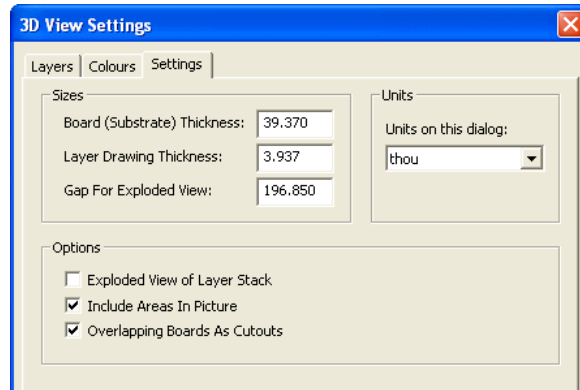 3D View Settings
Layers Colours Settings
Sizes
Board (Substrate) Thickness: 39.370
Layer Drawing Thickness: 3.937
Gap For Exploded View: 196.850
Units
Units on this dialog:
thou
Options
Exploded View of Layer Stack
Include Areas In Picture
Overlapping Boards As Cutouts